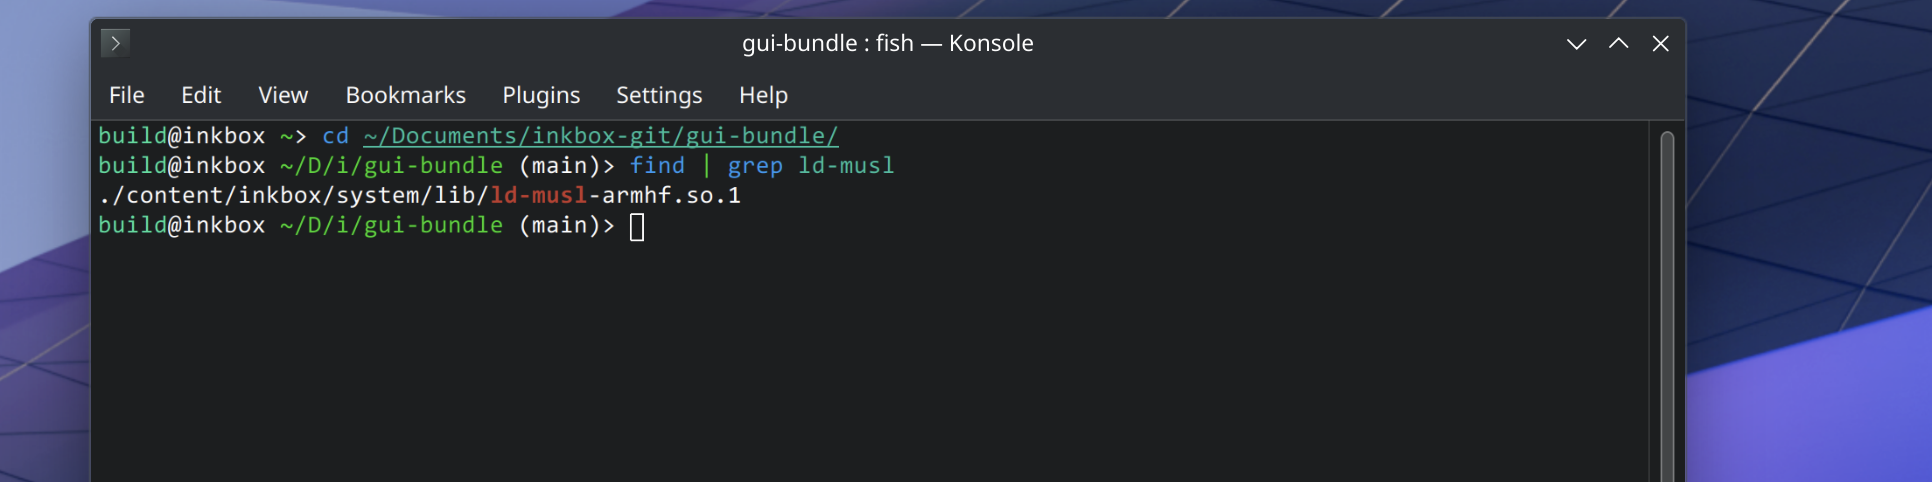 gui-bundle : fish — Konsole
File Edit View Bookmarks Plugins Settings Help
build@inkbox ~> cd ~/Documents/inkbox-git/gui-bundle/
build@inkbox ~/D/i/gui-bundle (main)> find | grep ld-musl
./content/inkbox/system/lib/ld-musl-armhf.so.1
build@inkbox ~/D/i/gui-bundle (main)>